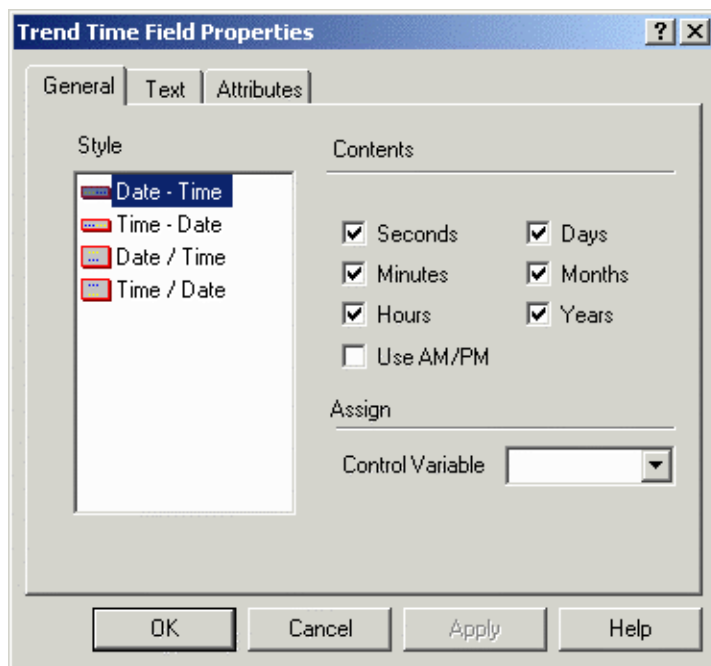 Trend Time Field Properties
General Text Attributes
Style
Date - Time
Time - Date
Date / Time
Time / Date
Contents
Seconds Days
Minutes Months
Hours Years
Use AM/PM
Assign
Control Variable
OK Cancel Apply Help